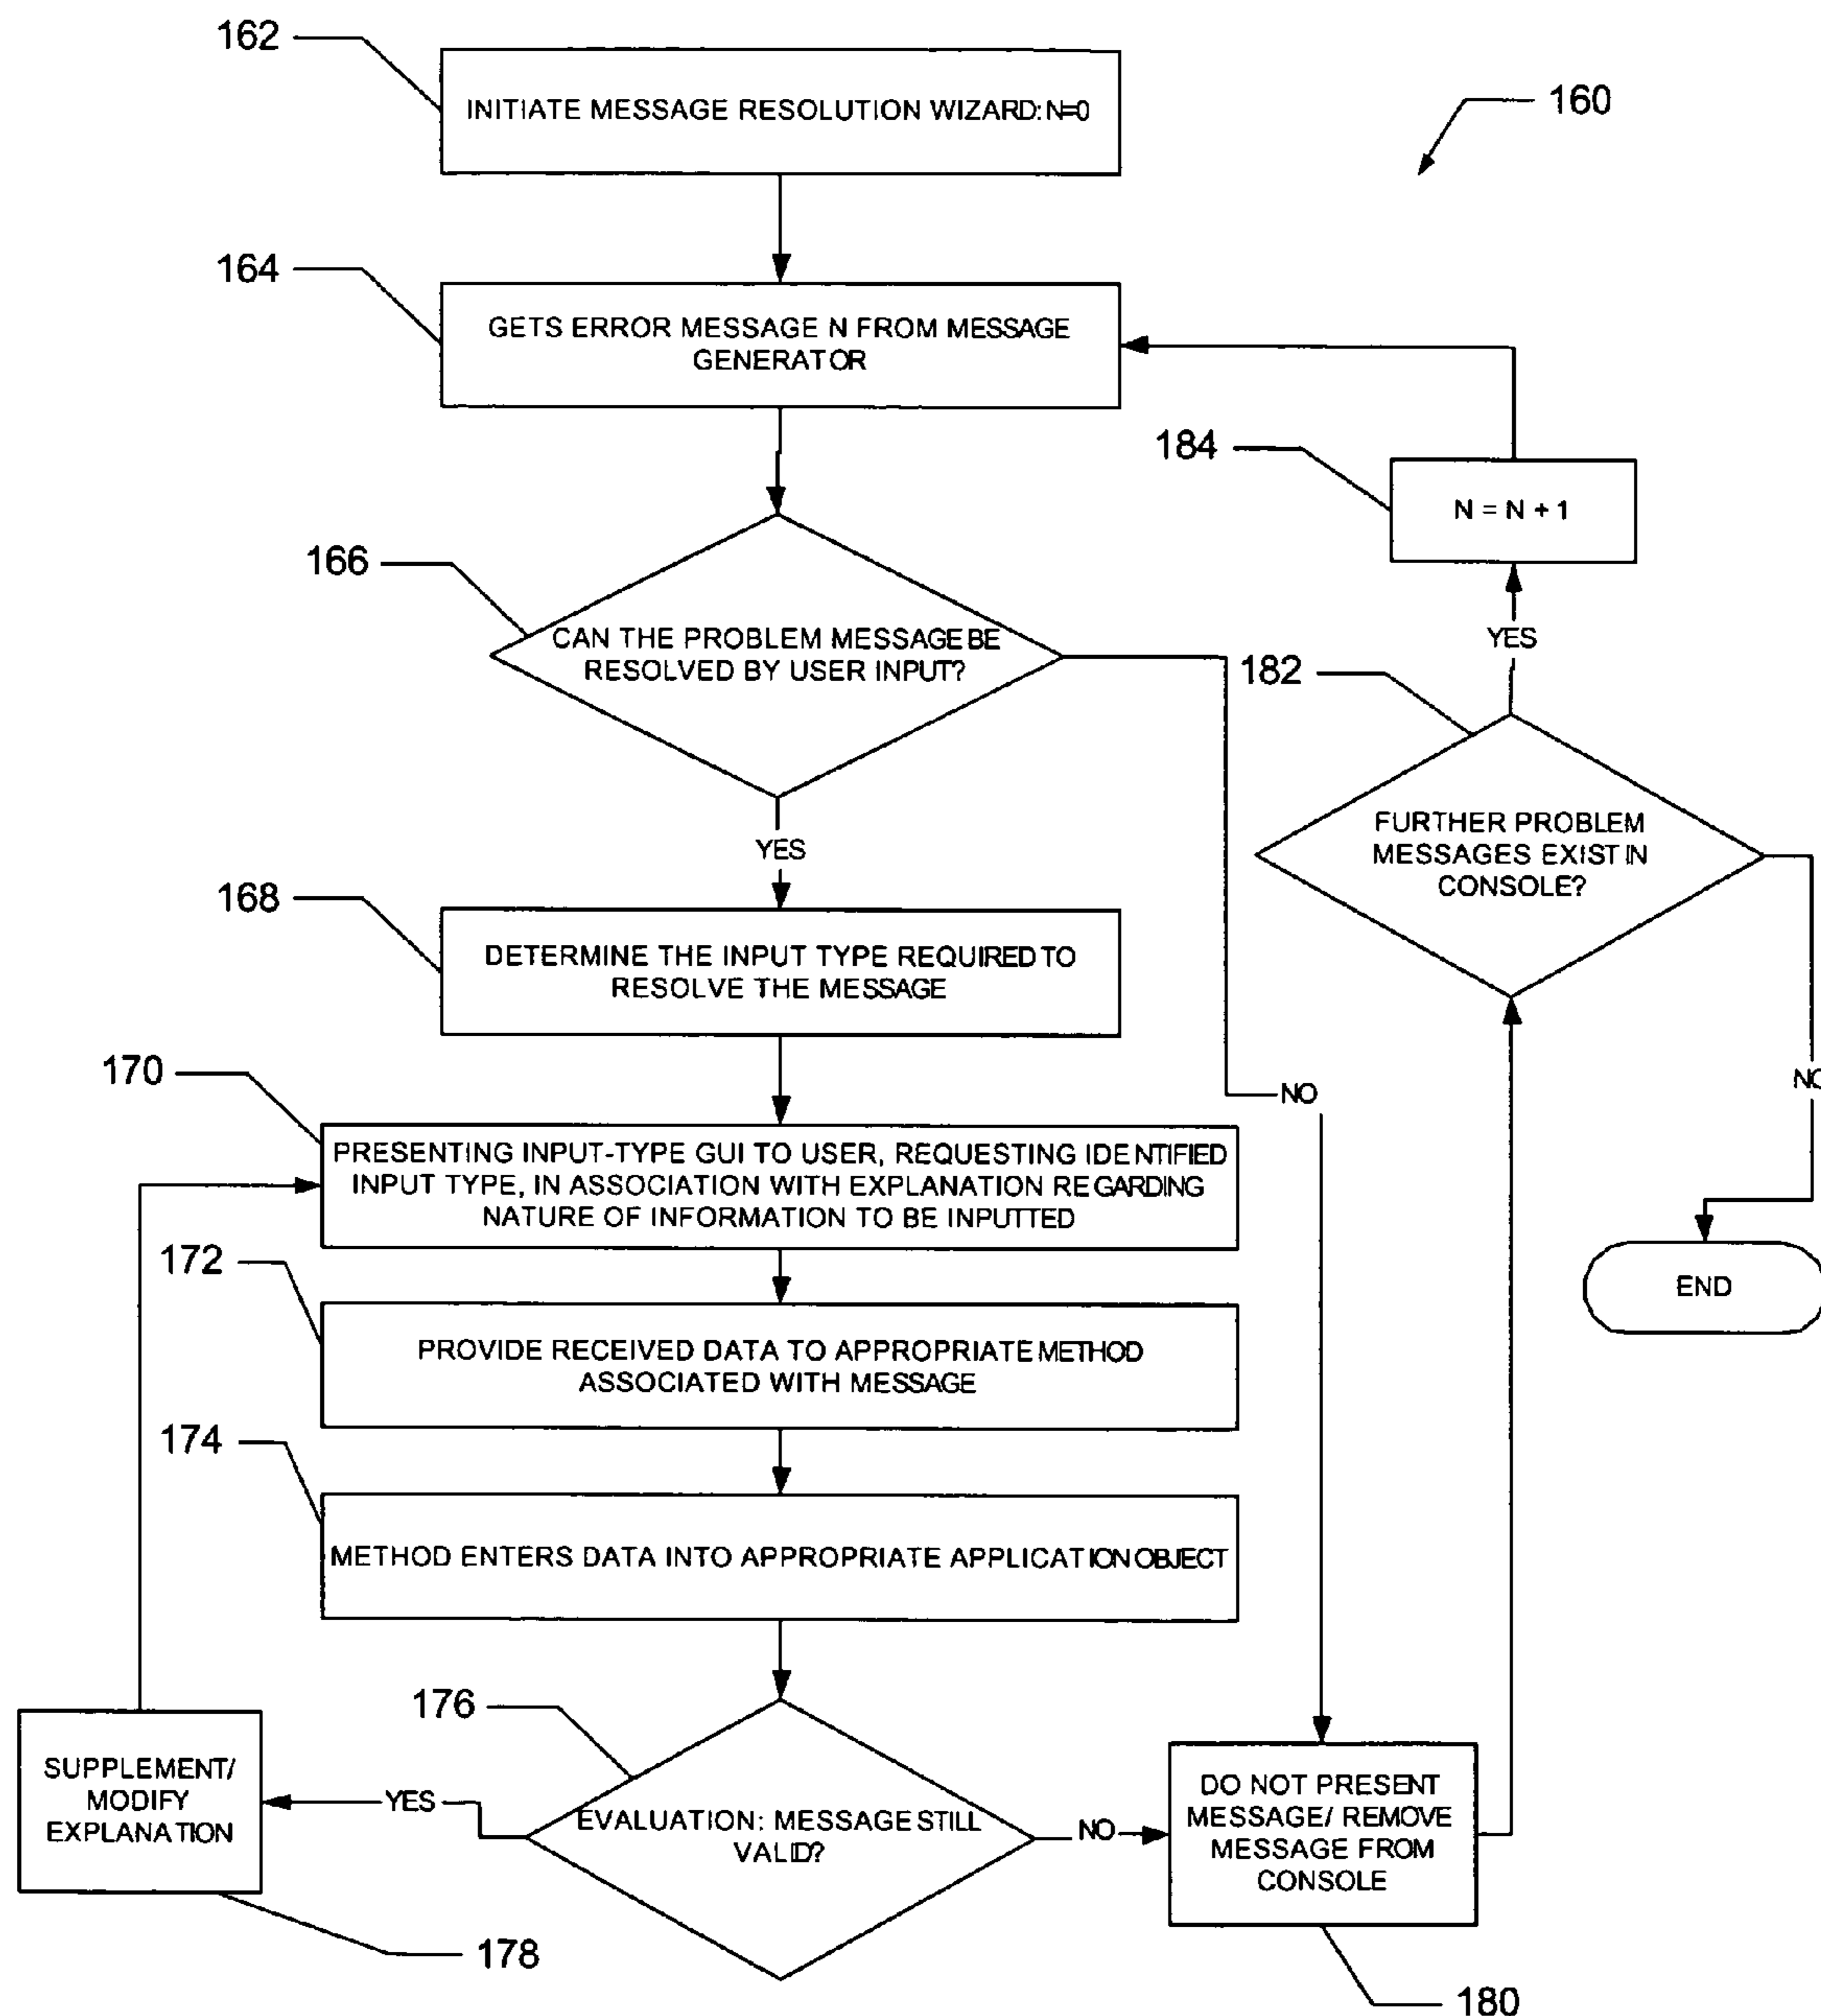 162
INITIATE MESSAGE RESOLUTION WIZARD: N=0
160
164
GETS ERROR MESSAGE N FROM MESSAGE
GENERATOR
184
N = N + 1
166
CAN THE PROBLEM MESSAGE BE
RESOLVED BY USER INPUT?
YES
182
YES
FURTHER PROBLEM
MESSAGES EXIST IN
CONSOLE?
168
DETERMINE THE INPUT TYPE REQUIRED TO
RESOLVE THE MESSAGE
170
NO
NO
PRESENTING INPUT-TYPE GUI TO USER, REQUESTING IDENTIFIED
INPUT TYPE, IN ASSOCIATION WITH EXPLANATION REGARDING
NATURE OF INFORMATION TO BE INPUTTED
172
END
PROVIDE RECEIVED DATA TO APPROPRIATE METHOD
ASSOCIATED WITH MESSAGE
174
METHOD ENTERS DATA INTO APPROPRIATE APPLICATION OBJECT
176
SUPPLEMENT/
MODIFY
EXPLANATION
YES
EVALUATION: MESSAGE STILL
VALID?
NO
DO NOT PRESENT
MESSAGE/ REMOVE
MESSAGE FROM
CONSOLE
178
180